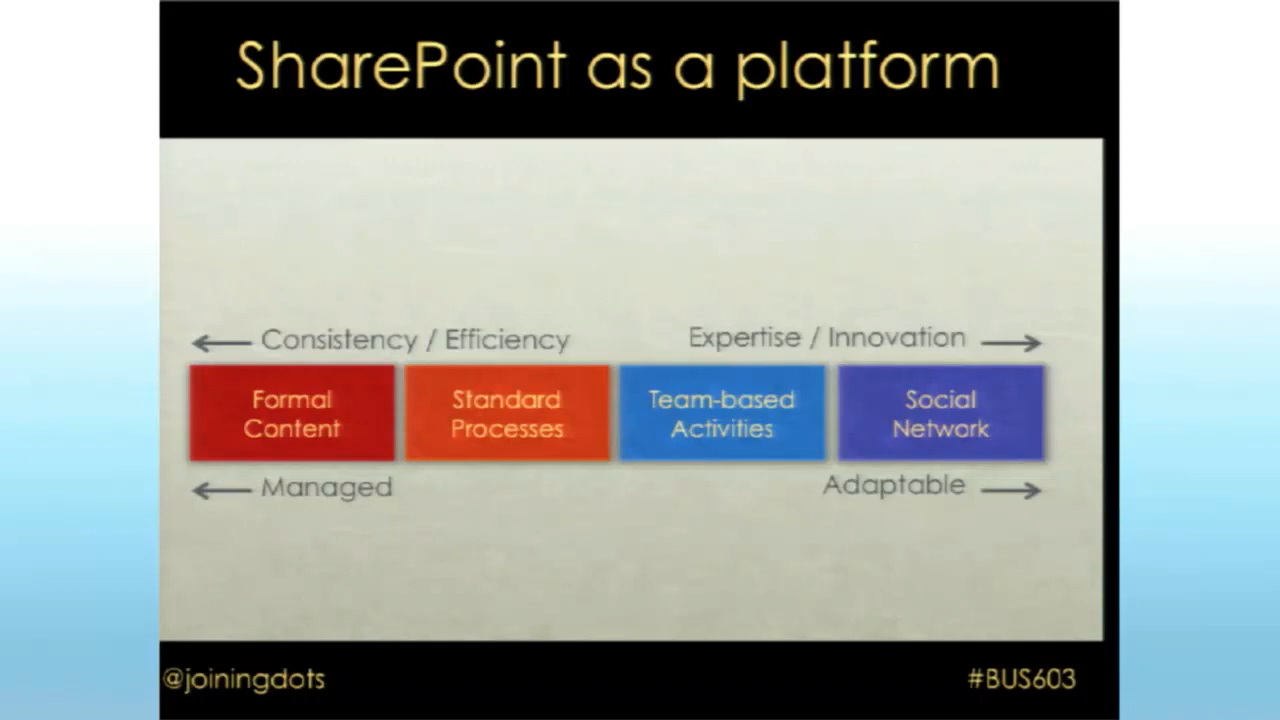 SharePoint as a platform
Consistency / Efficiency
Expertise / Innovation
Formal
Content
Standard
Processes
Team-based
Activities
Social
Network
Managed
Adaptable
@joiningdots
#BUS603